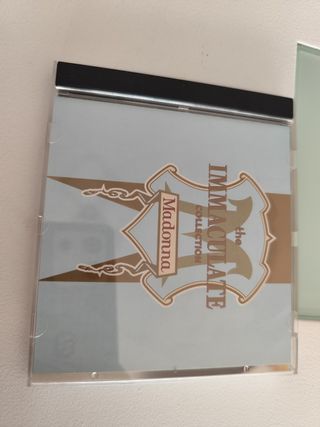 the
IMMACULATE
COLLECTION
Madonna